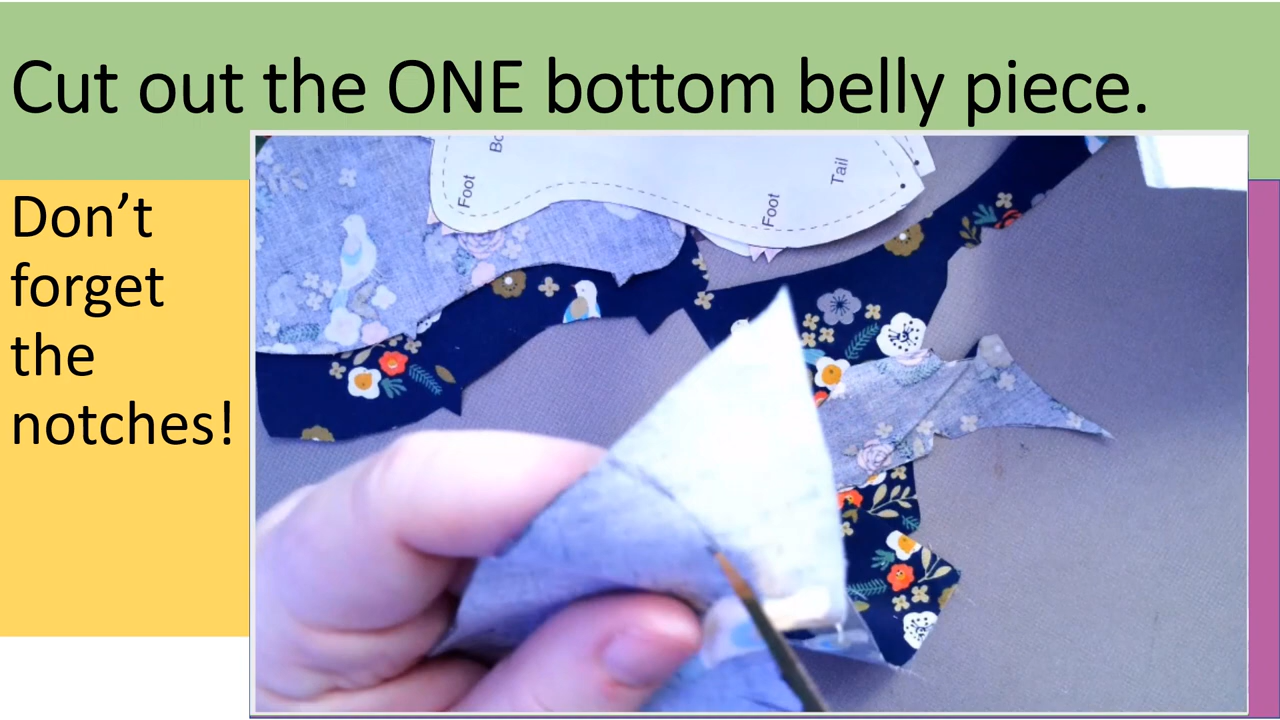 Cut out the ONE bottom belly piece.
Don’t
forget
the
notches!
Foot
Foot
Tail